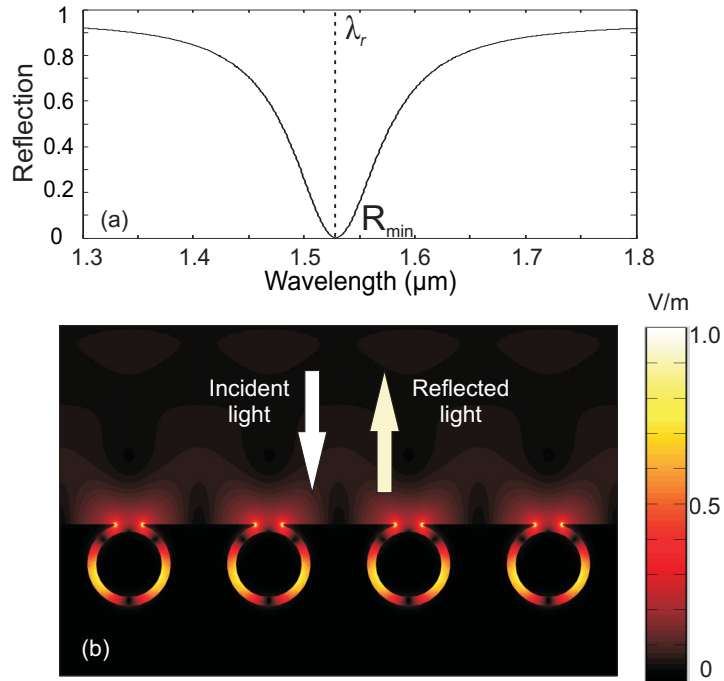 1
0.8
0.6
0.4
0.2
0
Reflection
λr
(a)
Rmin
1.3
1.4
1.5
1.6
1.7
1.8
Wavelength (µm)
V/m
1.0
0.5
0
Incident
light
Reflected
light
(b)